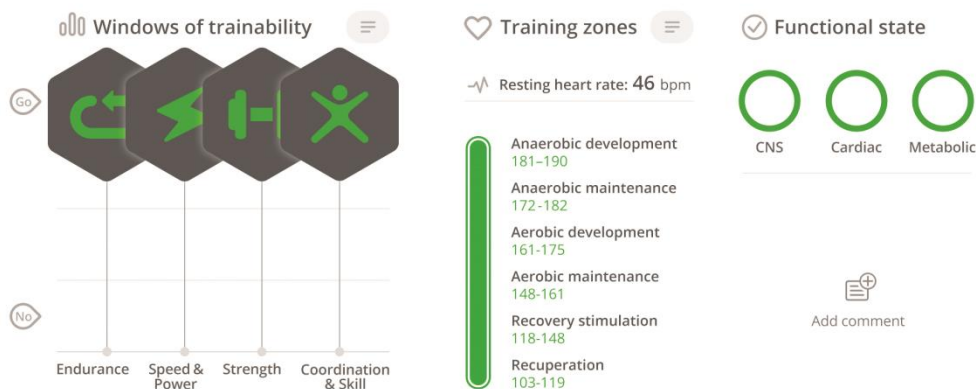 Windows of trainability
Go
No
Endurance
Speed &
Power
Strength
Coordination
& Skill
Training zones
Resting heart rate: 46 bpm
Anaerobic development
181–190
Anaerobic maintenance
172-182
Aerobic development
161-175
Aerobic maintenance
148-161
Recovery stimulation
118-148
Recuperation
103-119
Functional state
CNS
Cardiac
Metabolic
Add comment